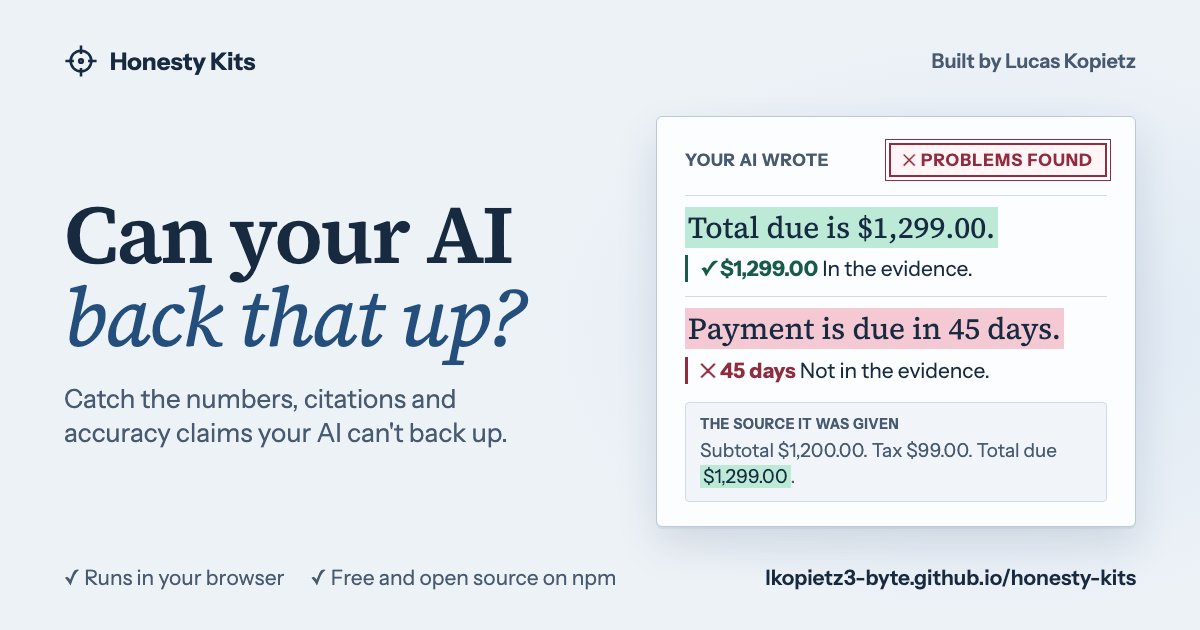 Honesty Kits
Built by Lucas Kopietz
Can your AI
back that up?
Catch the numbers, citations and
accuracy claims your AI can't back up.
YOUR AI WROTE
× PROBLEMS FOUND
Total due is $1,299.00.
✓ $1,299.00 In the evidence.
Payment is due in 45 days.
× 45 days Not in the evidence.
THE SOURCE IT WAS GIVEN
Subtotal $1,200.00. Tax $99.00. Total due
$1,299.00.
✓ Runs in your browser
✓ Free and open source on npm
lkopietz3-byte.github.io/honesty-kits